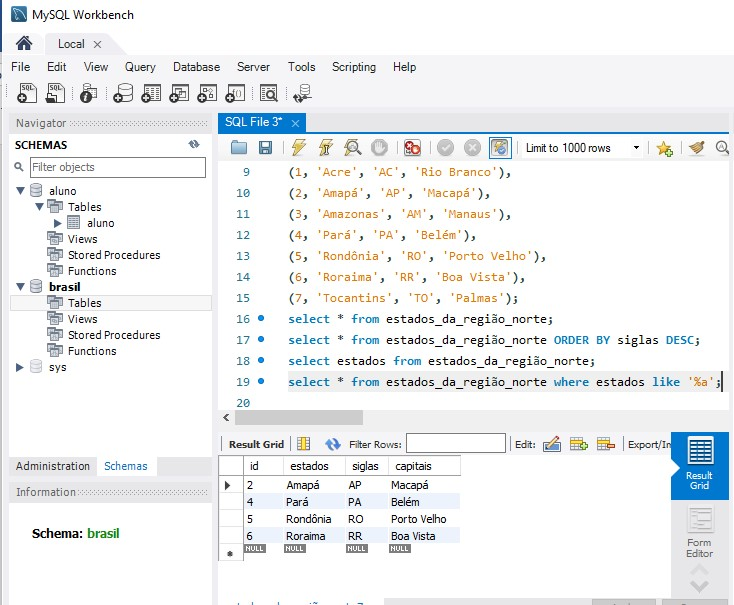 MySQL Workbench
Local
File Edit View Query Database Server Tools Scripting Help
Navigator
SCHEMAS
Filter objects
aluno
Tables
aluno
Views
Stored Procedures
Functions
brasil
Tables
Views
Stored Procedures
Functions
sys
Administration Schemas
Information
Schema: brasil
SQL File 3*
Limit to 1000 rows
9 (1, 'Acre', 'AC', 'Rio Branco'),
10 (2, 'Amapá', 'AP', 'Macapá'),
11 (3, 'Amazonas', 'AM', 'Manaus'),
12 (4, 'Pará', 'PA', 'Belém'),
13 (5, 'Rondônia', 'RO', 'Porto Velho'),
14 (6, 'Roraima', 'RR', 'Boa Vista'),
15 (7, 'Tocantins', 'TO', 'Palmas');
16 select * from estados_da_região_norte;
17 select * from estados_da_região_norte ORDER BY siglas DESC;
18 select estados from estados_da_região_norte;
19 select * from estados_da_região_norte where estados like '%a';
20
Result Grid Filter Rows: Edit: Export/Im
id estados siglas capitais
2 Amapá AP Macapá
4 Pará PA Belém
5 Rondônia RO Porto Velho
6 Roraima RR Boa Vista
NULL NULL NULL NULL
Result
Grid
Form
Editor